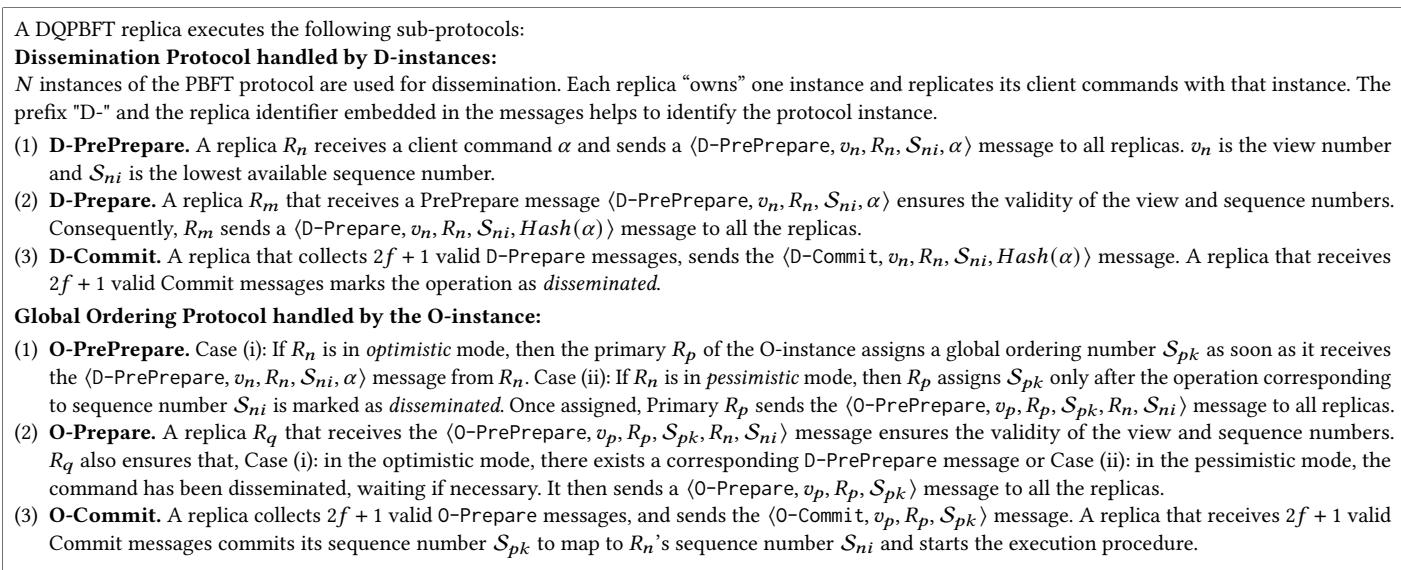 A DQPBFT replica executes the following sub-protocols:
Dissemination Protocol handled by D-instances:
N instances of the PBFT protocol are used for dissemination. Each replica “owns” one instance and replicates its client commands with that instance. The
prefix "D-" and the replica identifier embedded in the messages helps to identify the protocol instance.
(1) D-PrePrepare. A replica Rₙ receives a client command α and sends a ⟨D-PrePrepare, vₙ, Rₙ, 𝒮ₙᵢ, α⟩ message to all replicas. vₙ is the view number
and 𝒮ₙᵢ is the lowest available sequence number.
(2) D-Prepare. A replica Rₘ that receives a PrePrepare message ⟨D-PrePrepare, vₙ, Rₙ, 𝒮ₙᵢ, α⟩ ensures the validity of the view and sequence numbers.
Consequently, Rₘ sends a ⟨D-Prepare, vₙ, Rₙ, 𝒮ₙᵢ, Hash(α)⟩ message to all the replicas.
(3) D-Commit. A replica that collects 2f + 1 valid D-Prepare messages, sends the ⟨D-Commit, vₙ, Rₙ, 𝒮ₙᵢ, Hash(α)⟩ message. A replica that receives
2f + 1 valid Commit messages marks the operation as disseminated.
Global Ordering Protocol handled by the O-instance:
(1) O-PrePrepare. Case (i): If Rₙ is in optimistic mode, then the primary Rₚ of the O-instance assigns a global ordering number 𝒮ₚₖ as soon as it receives
the ⟨D-PrePrepare, vₙ, Rₙ, 𝒮ₙᵢ, α⟩ message from Rₙ. Case (ii): If Rₙ is in pessimistic mode, then Rₚ assigns 𝒮ₚₖ only after the operation corresponding
to sequence number 𝒮ₙᵢ is marked as disseminated. Once assigned, Primary Rₚ sends the ⟨O-PrePrepare, vₚ, Rₚ, 𝒮ₚₖ, Rₙ, 𝒮ₙᵢ⟩ message to all replicas.
(2) O-Prepare. A replica R_q that receives the ⟨O-PrePrepare, vₚ, Rₚ, 𝒮ₚₖ, Rₙ, 𝒮ₙᵢ⟩ message ensures the validity of the view and sequence numbers.
R_q also ensures that, Case (i): in the optimistic mode, there exists a corresponding D-PrePrepare message or Case (ii): in the pessimistic mode, the
command has been disseminated, waiting if necessary. It then sends a ⟨O-Prepare, vₚ, Rₚ, 𝒮ₚₖ⟩ message to all the replicas.
(3) O-Commit. A replica collects 2f + 1 valid O-Prepare messages, and sends the ⟨O-Commit, vₚ, Rₚ, 𝒮ₚₖ⟩ message. A replica that receives 2f + 1 valid
Commit messages commits its sequence number 𝒮ₚₖ to map to Rₙ’s sequence number 𝒮ₙᵢ and starts the execution procedure.